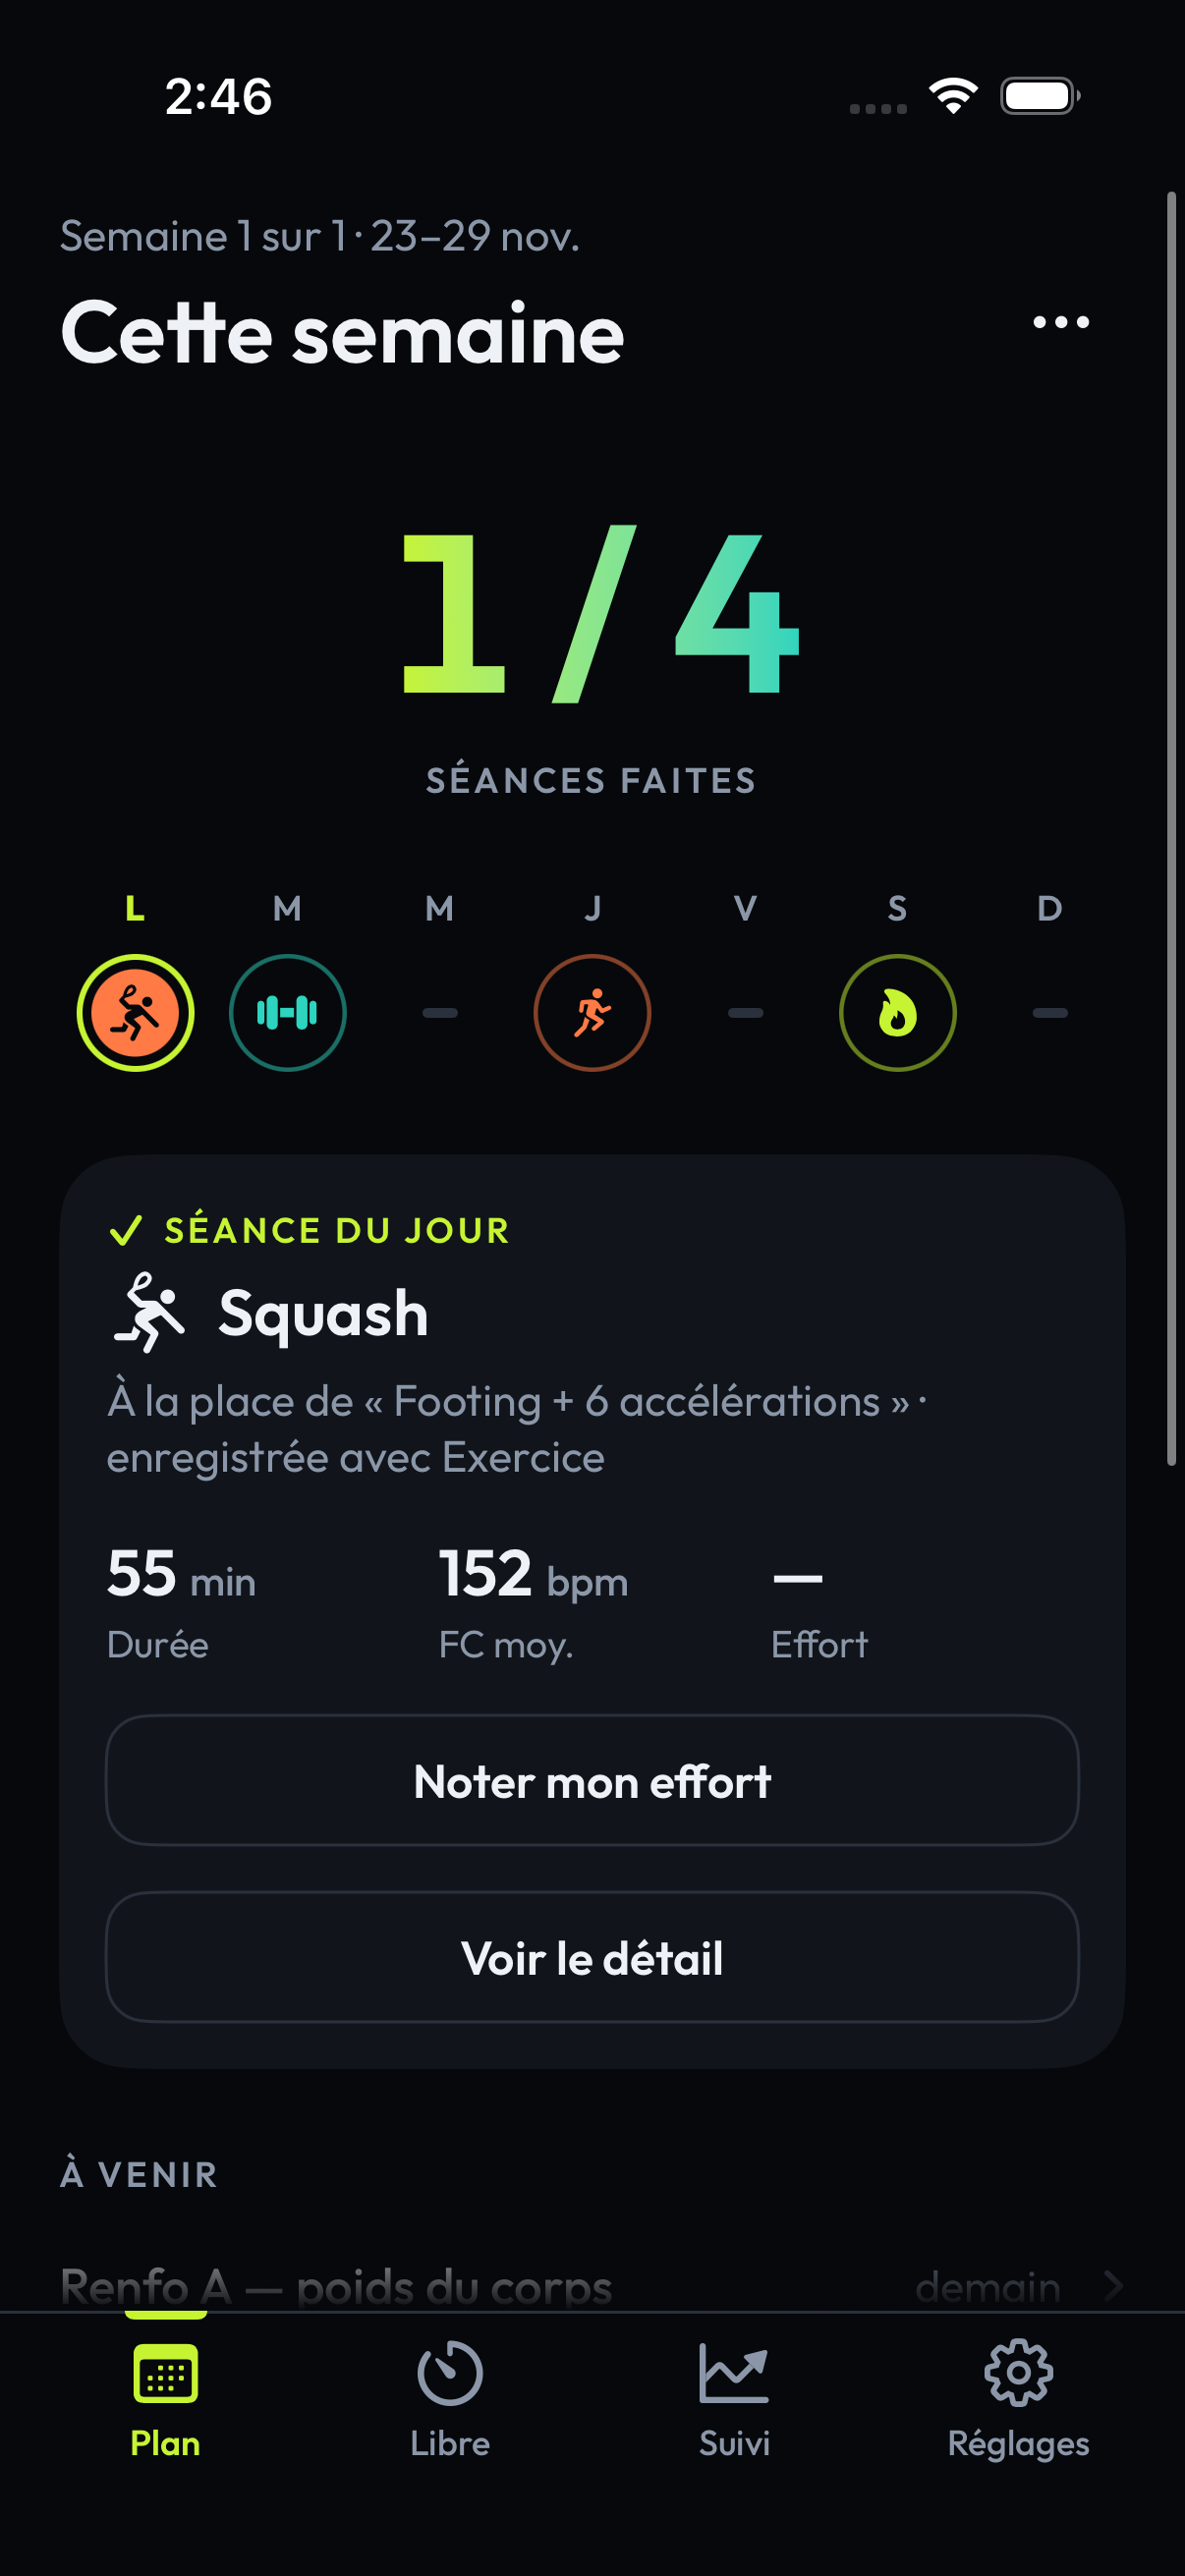 2:46
Semaine 1 sur 1 · 23–29 nov.
Cette semaine
1/4
SÉANCES FAITES
L M M J V S D
SÉANCE DU JOUR
Squash
À la place de « Footing + 6 accélérations » ·
enregistrée avec Exercice
55 min 152 bpm —
Durée FC moy. Effort
Noter mon effort
Voir le détail
À VENIR
Renfo A — poids du corps demain
Plan Libre Suivi Réglages